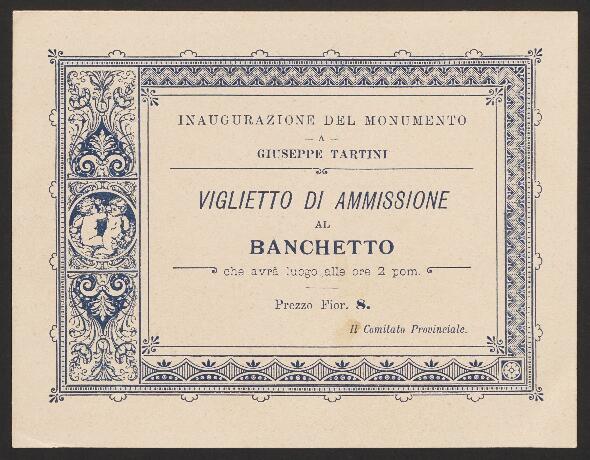 INAUGURAZIONE DEL MONUMENTO
— A —
GIUSEPPE TARTINI
VIGLIETTO DI AMMISSIONE
AL
BANCHETTO
che avrà luogo alle ore 2 pom.
Prezzo Fior. 8.
Il Comitato Provinciale.